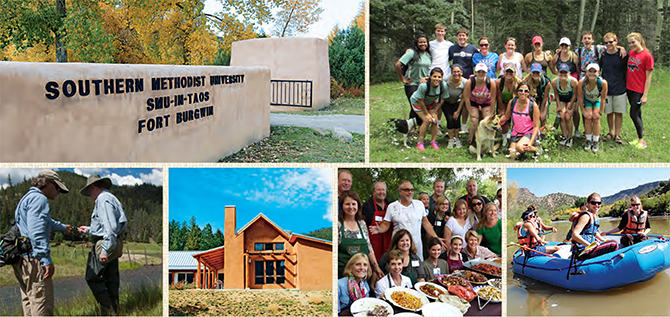 SOUTHERN METHODIST UNIVERSITY
SMU-IN-TAOS
FORT BURGWIN